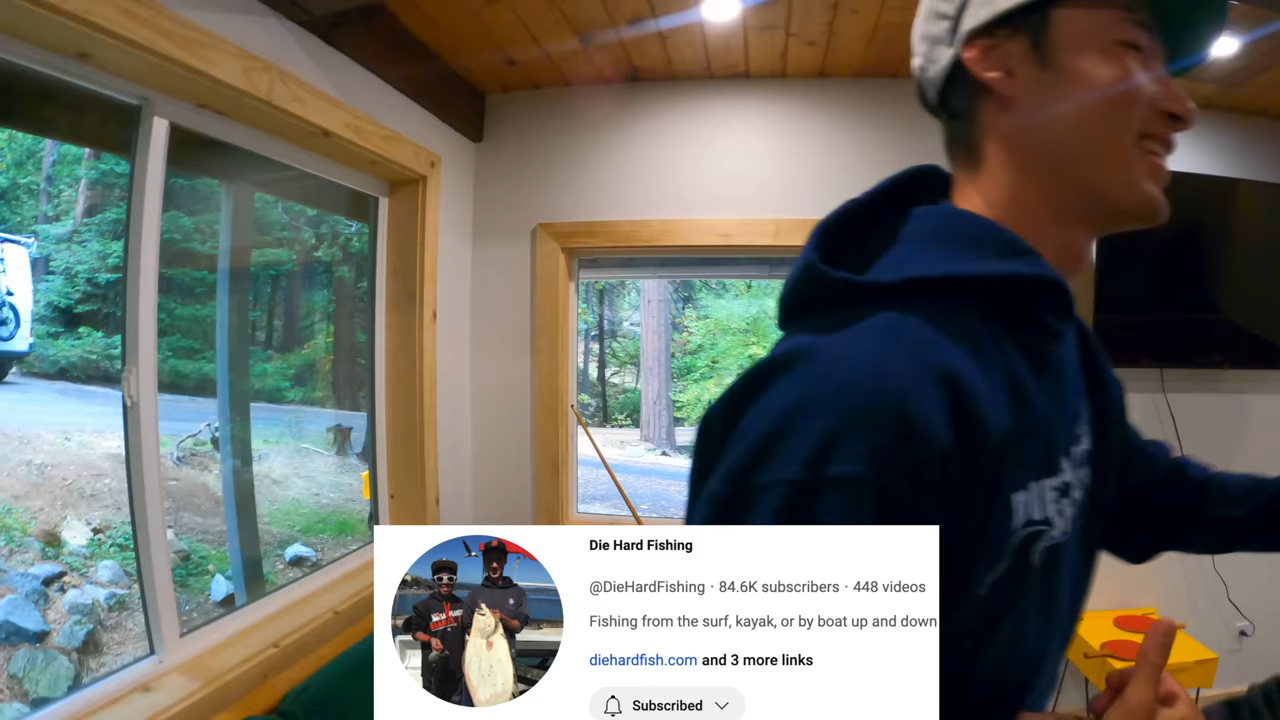 Die Hard Fishing
@DieHardFishing · 84.6K subscribers · 448 videos
Fishing from the surf, kayak, or by boat up and down
diehardfish.com and 3 more links
Subscribed